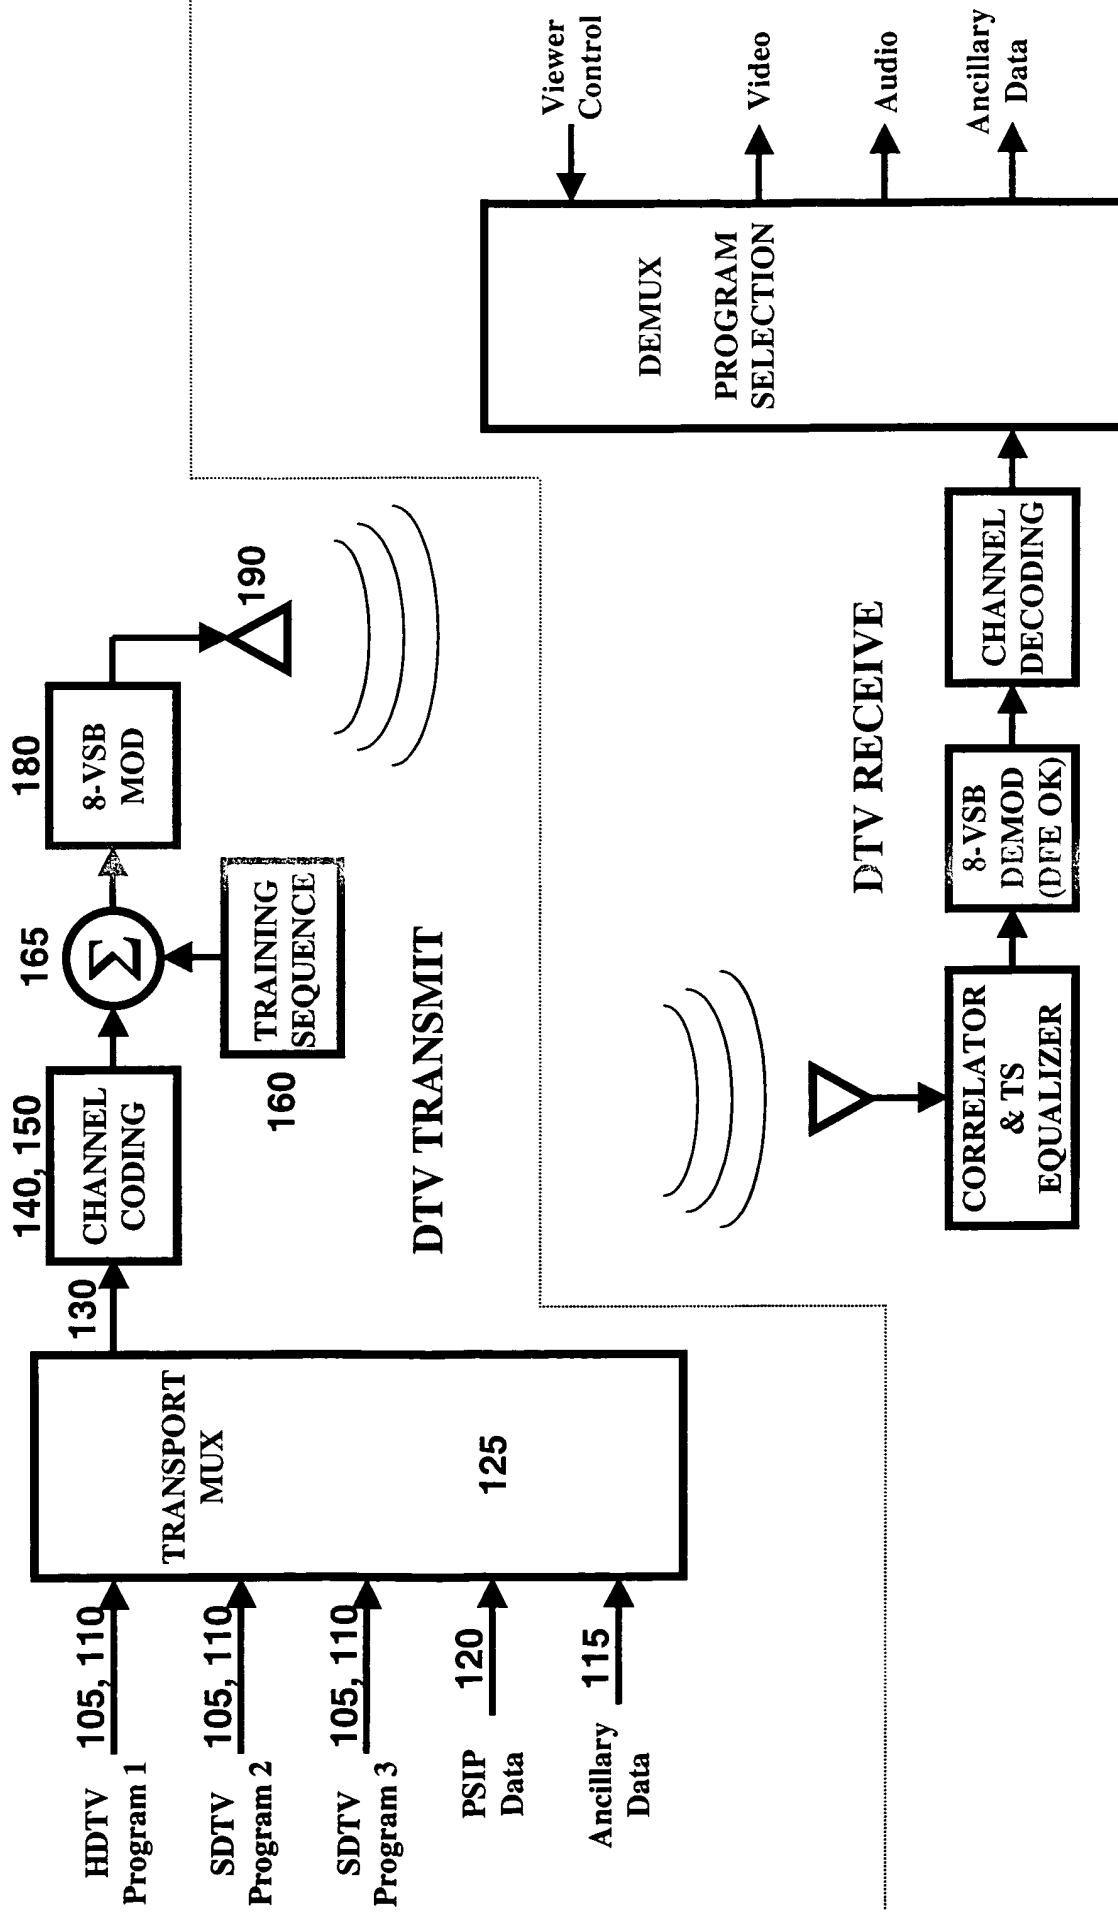 HDTV
Program 1
105, 110
SDTV
Program 2
105, 110
SDTV
Program 3
105, 110
PSIP
Data
120
Ancillary
Data
115
TRANSPORT
MUX
125
130
140, 150
CHANNEL
CODING
165
Σ
160
TRAINING
SEQUENCE
180
8-VSB
MOD
190
DTV TRANSMIT
DTV RECEIVE
CORRELATOR
& TS
EQUALIZER
8-VSB
DEMOD
(DFE OK)
CHANNEL
DECODING
DEMUX
PROGRAM
SELECTION
Viewer
Control
Video
Audio
Ancillary
Data